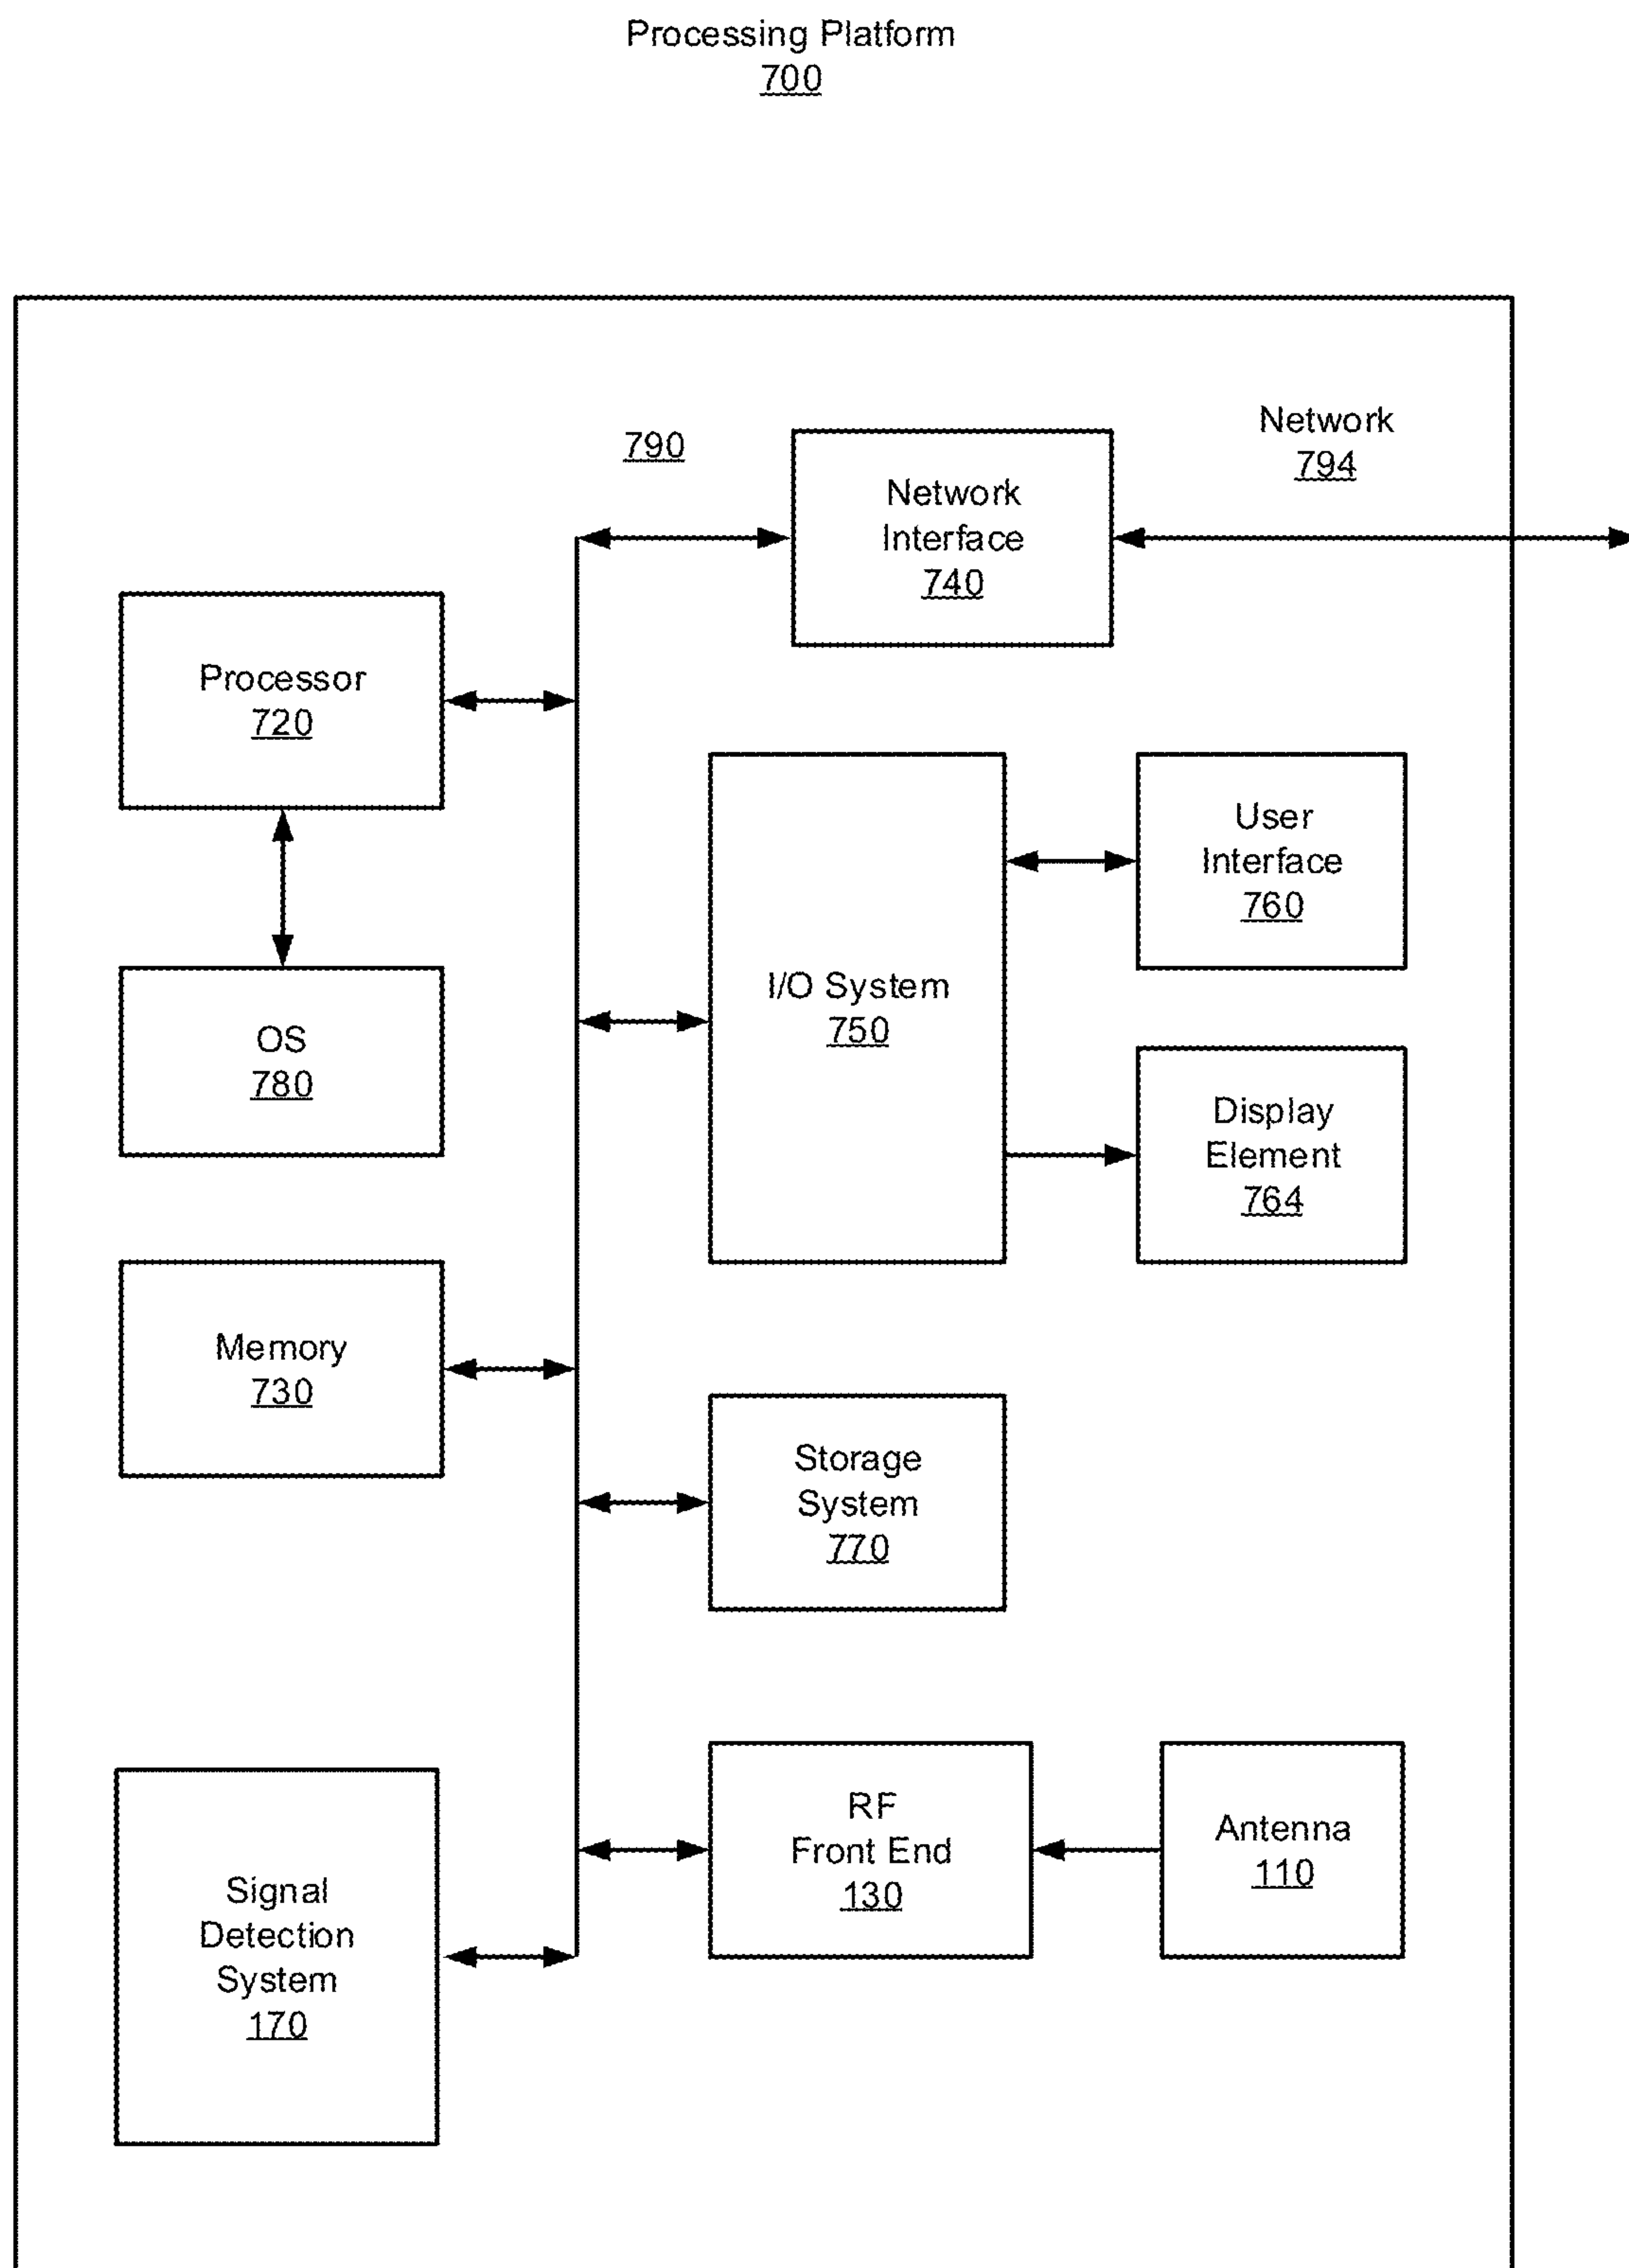 Processing Platform
700
790
Network
794
Network
Interface
740
Processor
720
User
Interface
760
I/O System
750
OS
780
Display
Element
764
Memory
730
Storage
System
770
RF
Front End
130
Antenna
110
Signal
Detection
System
170